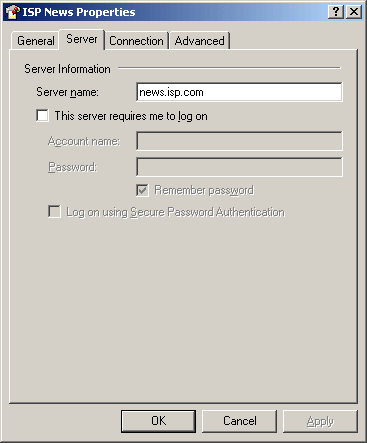 ISP News Properties
General Server Connection Advanced
Server Information
Server name: news.isp.com
This server requires me to log on
Account name:
Password:
Remember password
Log on using Secure Password Authentication
OK Cancel Apply